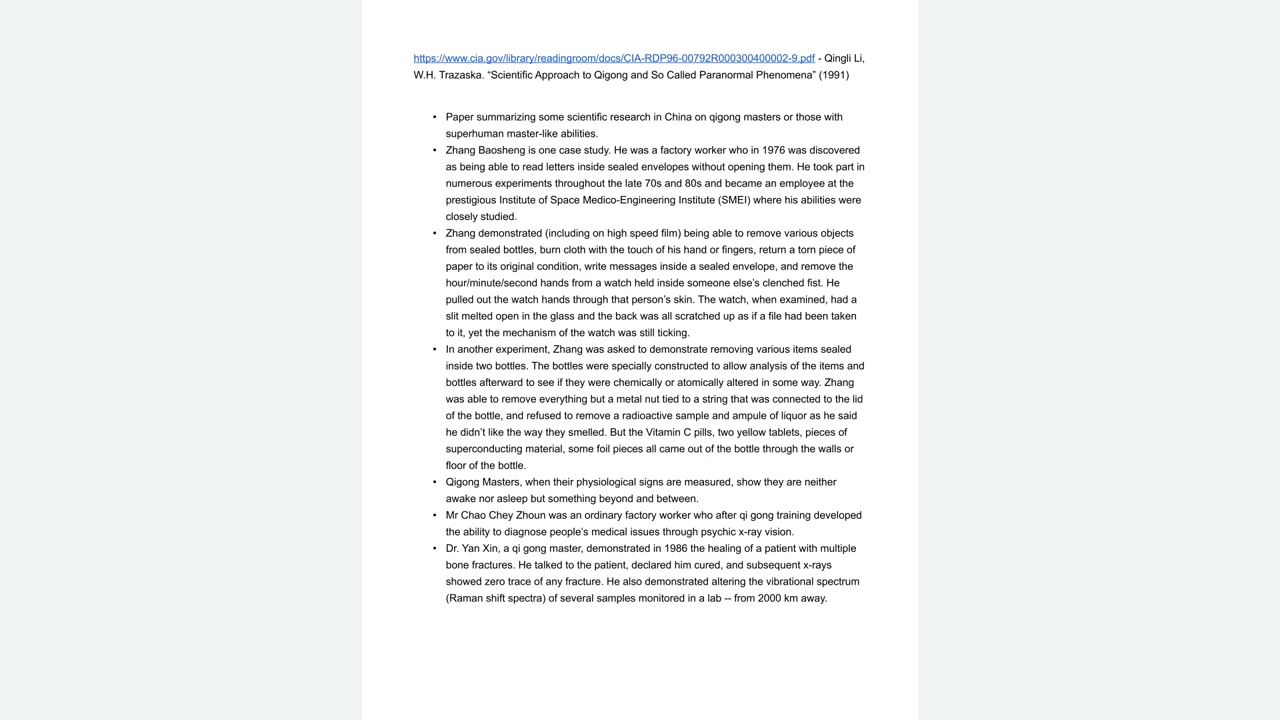 https://www.cia.gov/library/readingroom/docs/CIA-RDP96-00792R000300400002-9.pdf - Qingli Li,
W.H. Trazaska. “Scientific Approach to Qigong and So Called Paranormal Phenomena” (1991)
• Paper summarizing some scientific research in China on qigong masters or those with
superhuman master-like abilities.
• Zhang Baosheng is one case study. He was a factory worker who in 1976 was discovered
as being able to read letters inside sealed envelopes without opening them. He took part in
numerous experiments throughout the late 70s and 80s and became an employee at the
prestigious Institute of Space Medico-Engineering Institute (SMEI) where his abilities were
closely studied.
• Zhang demonstrated (including on high speed film) being able to remove various objects
from sealed bottles, burn cloth with the touch of his hand or fingers, return a torn piece of
paper to its original condition, write messages inside a sealed envelope, and remove the
hour/minute/second hands from a watch held inside someone else’s clenched fist. He
pulled out the watch hands through that person’s skin. The watch, when examined, had a
slit melted open in the glass and the back was all scratched up as if a file had been taken
to it, yet the mechanism of the watch was still ticking.
• In another experiment, Zhang was asked to demonstrate removing various items sealed
inside two bottles. The bottles were specially constructed to allow analysis of the items and
bottles afterward to see if they were chemically or atomically altered in some way. Zhang
was able to remove everything but a metal nut tied to a string that was connected to the lid
of the bottle, and refused to remove a radioactive sample and ampule of liquor as he said
he didn’t like the way they smelled. But the Vitamin C pills, two yellow tablets, pieces of
superconducting material, some foil pieces all came out of the bottle through the walls or
floor of the bottle.
• Qigong Masters, when their physiological signs are measured, show they are neither
awake nor asleep but something beyond and between.
• Mr Chao Chey Zhoun was an ordinary factory worker who after qi gong training developed
the ability to diagnose people’s medical issues through psychic x-ray vision.
• Dr. Yan Xin, a qi gong master, demonstrated in 1986 the healing of a patient with multiple
bone fractures. He talked to the patient, declared him cured, and subsequent x-rays
showed zero trace of any fracture. He also demonstrated altering the vibrational spectrum
(Raman shift spectra) of several samples monitored in a lab -- from 2000 km away.